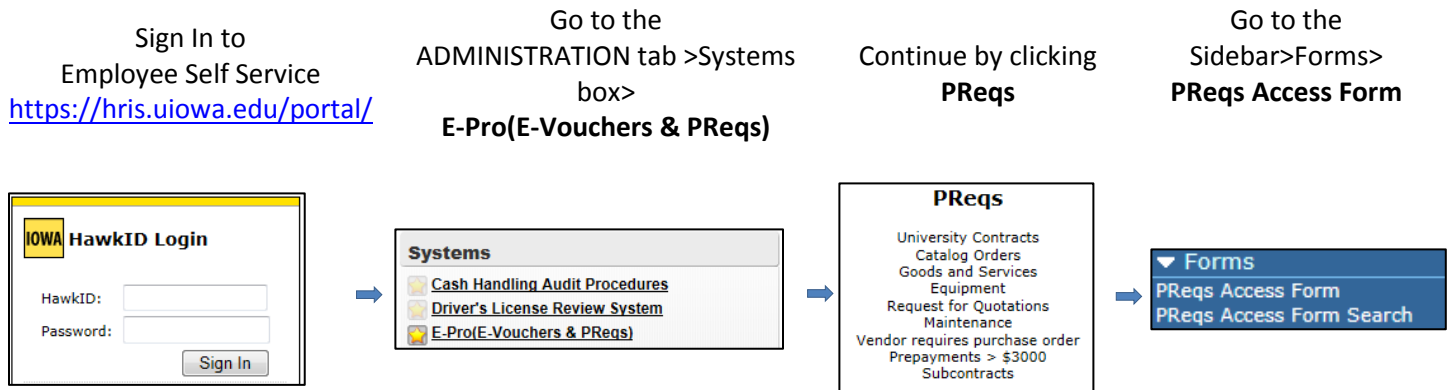 Sign In to
Employee Self Service
https://hris.uiowa.edu/portal/
Go to the
ADMINISTRATION tab >Systems
box>
E-Pro(E-Vouchers & PReqs)
Continue by clicking
PReqs
Go to the
Sidebar>Forms>
PReqs Access Form
IOWA HawkID Login
HawkID:
Password:
Sign In
Systems
Cash Handling Audit Procedures
Driver's License Review System
E-Pro(E-Vouchers & PReqs)
PReqs
University Contracts
Catalog Orders
Goods and Services
Equipment
Request for Quotations
Maintenance
Vendor requires purchase order
Prepayments > $3000
Subcontracts
Forms
PReqs Access Form
PReqs Access Form Search